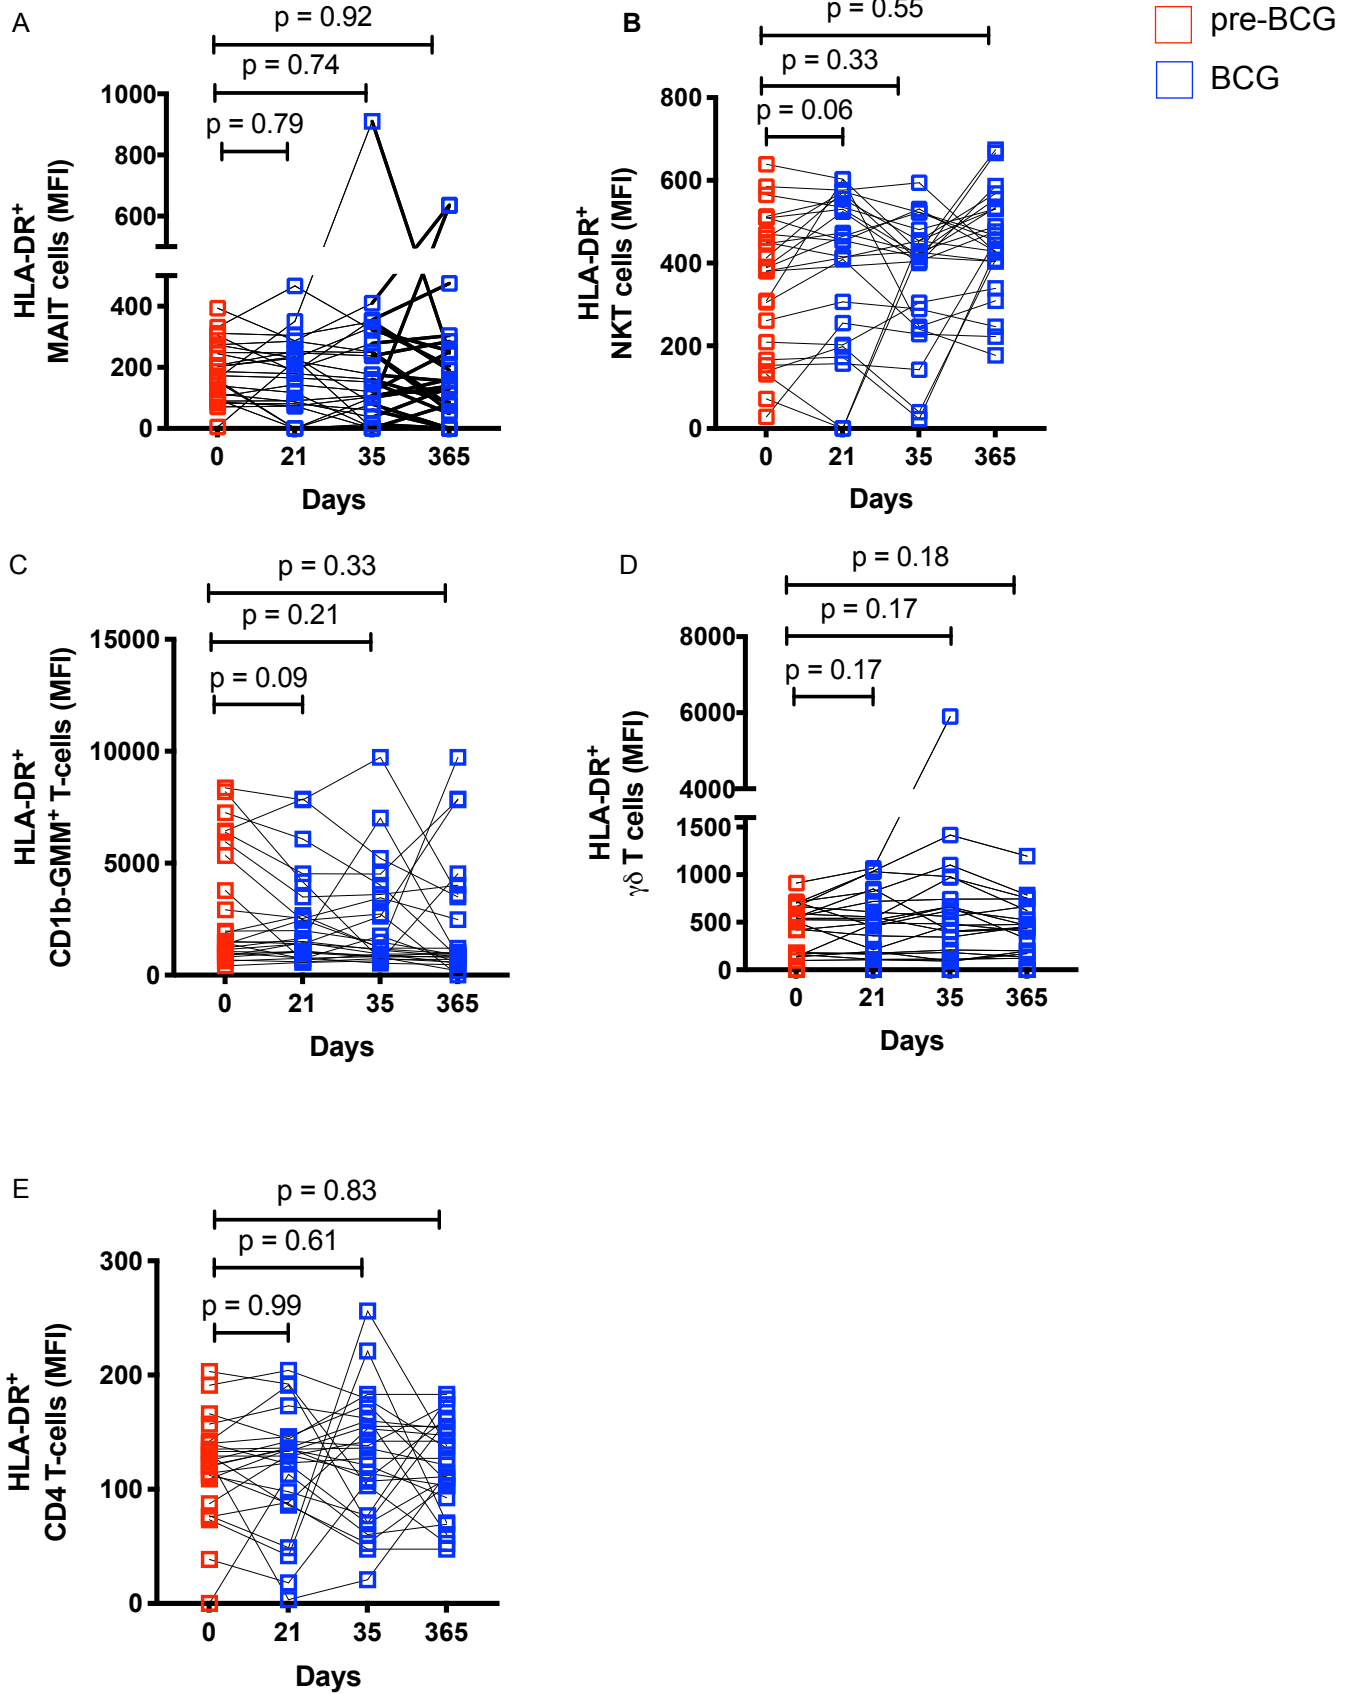 A
p = 0.92
p = 0.74
p = 0.79
1000
800
600
400
200
0
HLA-DR+
MAIT cells (MFI)
0 21 35 365
Days
B
p = 0.55
p = 0.33
p = 0.06
800
600
400
200
0
HLA-DR+
NKT cells (MFI)
0 21 35 365
Days
pre-BCG
BCG
C
p = 0.33
p = 0.21
p = 0.09
15000
10000
5000
0
HLA-DR+
CD1b-GMM+ T-cells (MFI)
0 21 35 365
Days
D
p = 0.18
p = 0.17
p = 0.17
8000
6000
4000
1500
1000
500
0
HLA-DR+
γδ T cells (MFI)
0 21 35 365
Days
E
p = 0.83
p = 0.61
p = 0.99
300
200
100
0
HLA-DR+
CD4 T-cells (MFI)
0 21 35 365
Days